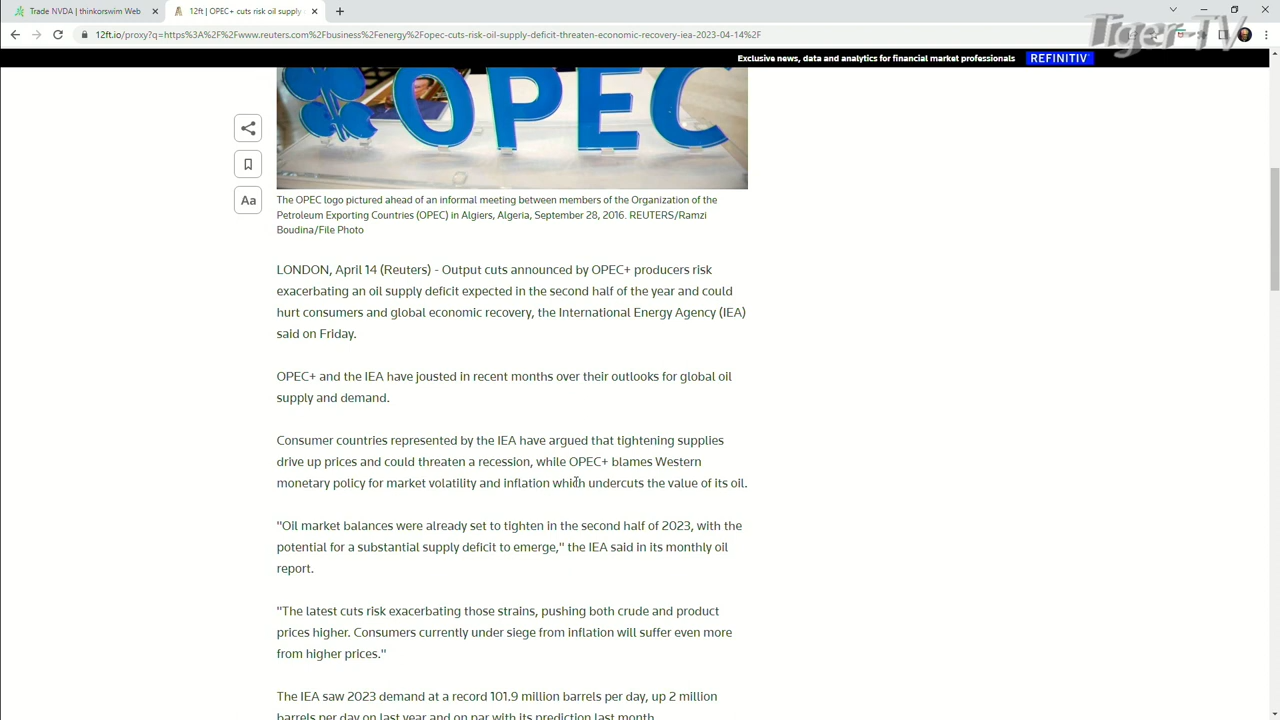 Trade NVDA | thinkorswim Web
12ft | OPEC+ cuts risk oil supply
Tiger TV
12ft.io/proxy?q=https%3A%2F%2Fwww.reuters.com%2Fbusiness%2Fenergy%2Fopec-cuts-risk-oil-supply-deficit-threaten-economic-recovery-iea-2023-04-14%2F
Exclusive news, data and analytics for financial market professionals REFINITIV
OPEC
Aa
The OPEC logo pictured ahead of an informal meeting between members of the Organization of the
Petroleum Exporting Countries (OPEC) in Algiers, Algeria, September 28, 2016. REUTERS/Ramzi
Boudina/File Photo
LONDON, April 14 (Reuters) - Output cuts announced by OPEC+ producers risk
exacerbating an oil supply deficit expected in the second half of the year and could
hurt consumers and global economic recovery, the International Energy Agency (IEA)
said on Friday.
OPEC+ and the IEA have jousted in recent months over their outlooks for global oil
supply and demand.
Consumer countries represented by the IEA have argued that tightening supplies
drive up prices and could threaten a recession, while OPEC+ blames Western
monetary policy for market volatility and inflation which undercuts the value of its oil.
"Oil market balances were already set to tighten in the second half of 2023, with the
potential for a substantial supply deficit to emerge," the IEA said in its monthly oil
report.
"The latest cuts risk exacerbating those strains, pushing both crude and product
prices higher. Consumers currently under siege from inflation will suffer even more
from higher prices."
The IEA saw 2023 demand at a record 101.9 million barrels per day, up 2 million
barrels per day on last year and on par with its prediction last month.